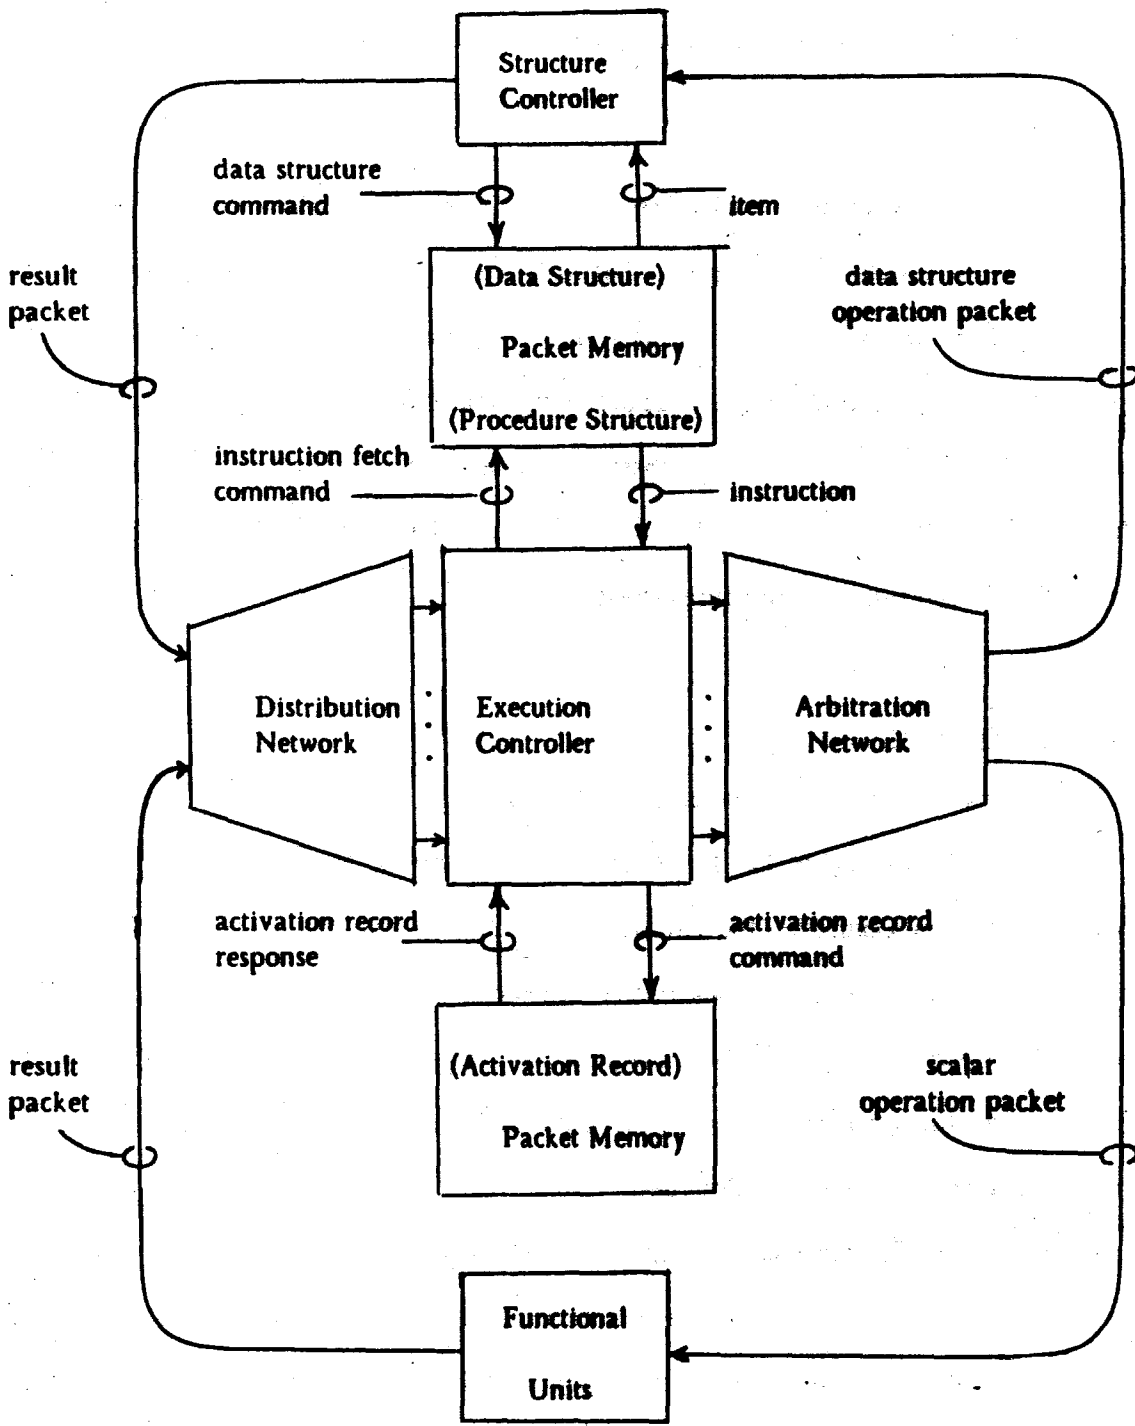 Structure
Controller
data structure
command
item
result
packet
(Data Structure)
Packet Memory
(Procedure Structure)
data structure
operation packet
instruction fetch
command
instruction
Distribution
Network
Execution
Controller
Arbitration
Network
activation record
response
activation record
command
result
packet
(Activation Record)
Packet Memory
scalar
operation packet
Functional
Units